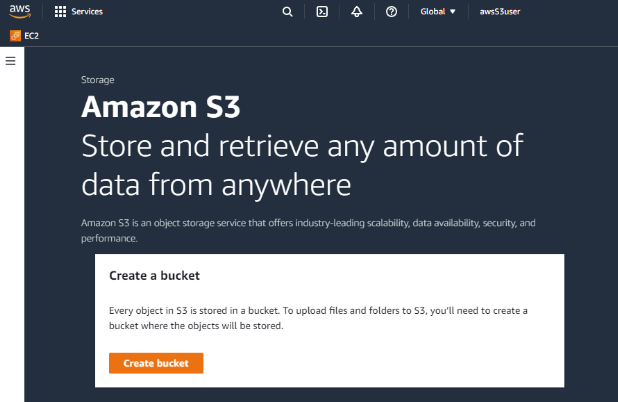 aws
Services
Global
awsS3user
EC2
Storage
Amazon S3
Store and retrieve any amount of
data from anywhere
Amazon S3 is an object storage service that offers industry-leading scalability, data availability, security, and
performance.
Create a bucket
Every object in S3 is stored in a bucket. To upload files and folders to S3, you'll need to create a
bucket where the objects will be stored.
Create bucket